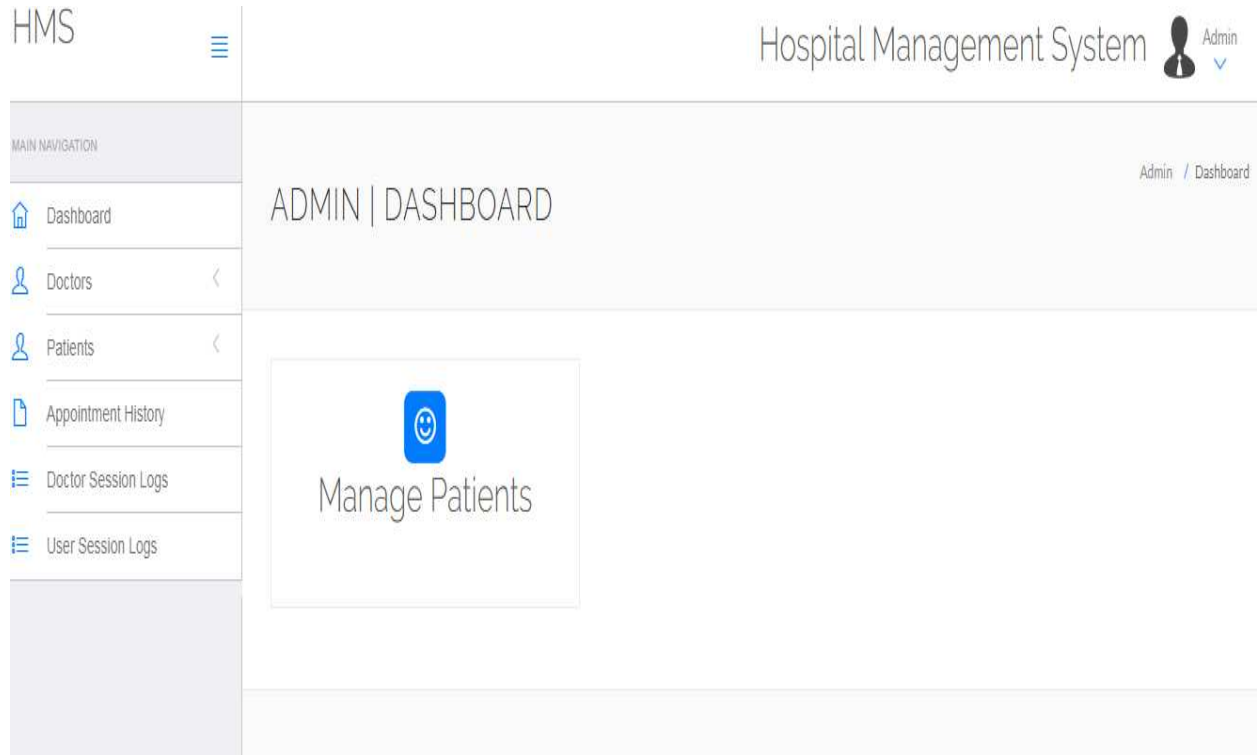 HMS
Hospital Management System
Admin
MAIN NAVIGATION
Dashboard
Doctors
Patients
Appointment History
Doctor Session Logs
User Session Logs
ADMIN | DASHBOARD
Admin / Dashboard
Manage Patients